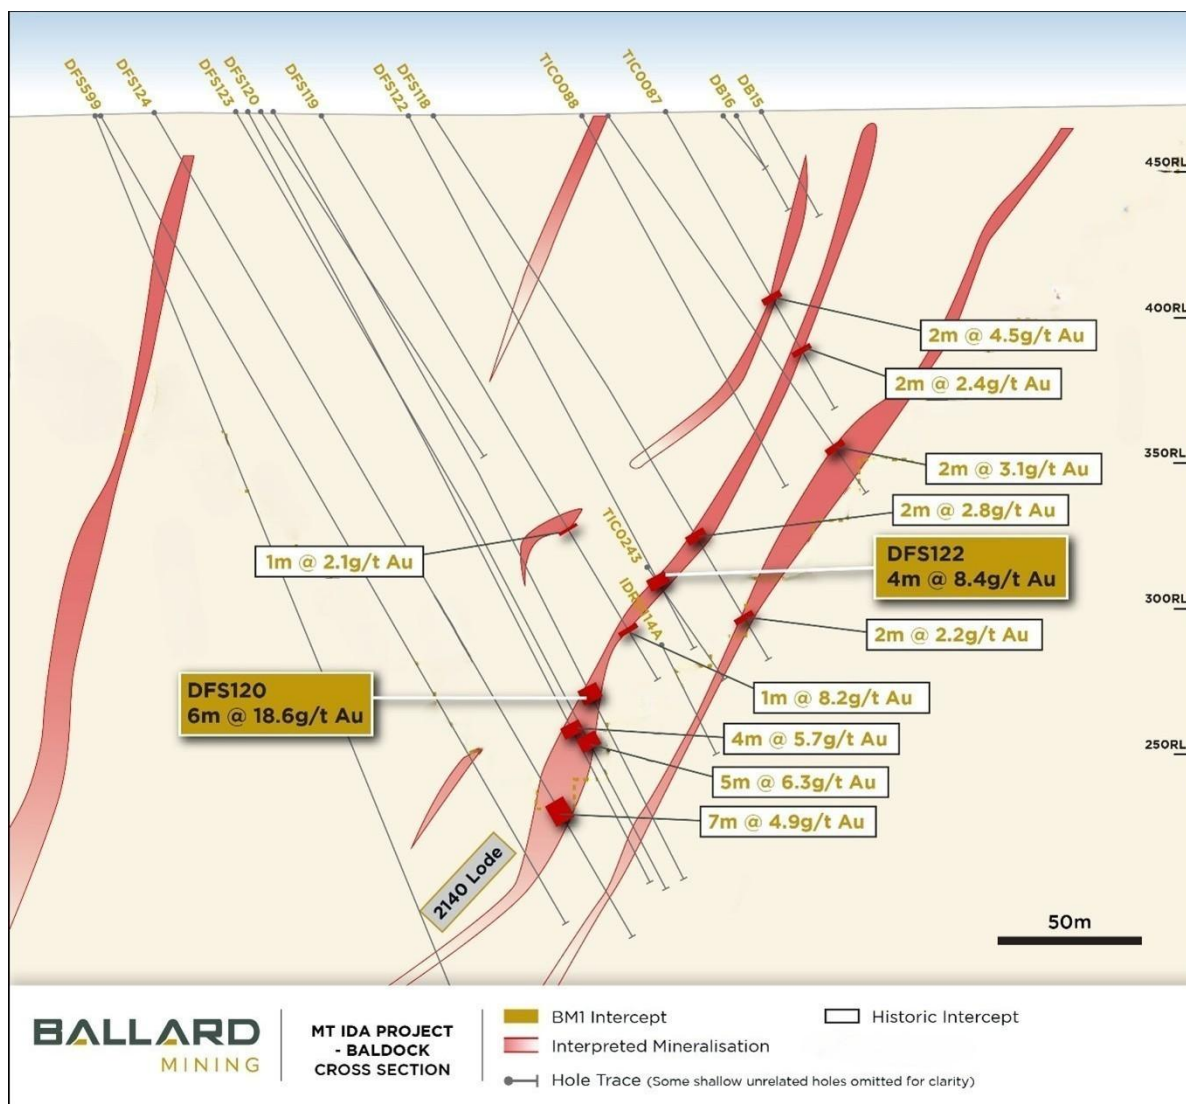 DFS599
DFS124
DFS123
DFS120
DFS119
DFS122
DFS118
TIC0088
TIC0087
DB16
DB15
450RL
400RL
2m @ 4.5g/t Au
2m @ 2.4g/t Au
350RL
2m @ 3.1g/t Au
2m @ 2.8g/t Au
TIC0243
1m @ 2.1g/t Au
DFS122
4m @ 8.4g/t Au
300RL
2m @ 2.2g/t Au
DFS120
6m @ 18.6g/t Au
1m @ 8.2g/t Au
4m @ 5.7g/t Au
250RL
5m @ 6.3g/t Au
7m @ 4.9g/t Au
2140 Lode
50m
BALLARD
MINING
MT IDA PROJECT
- BALDOCK
CROSS SECTION
BM1 Intercept
Historic Intercept
Interpreted Mineralisation
Hole Trace (Some shallow unrelated holes omitted for clarity)